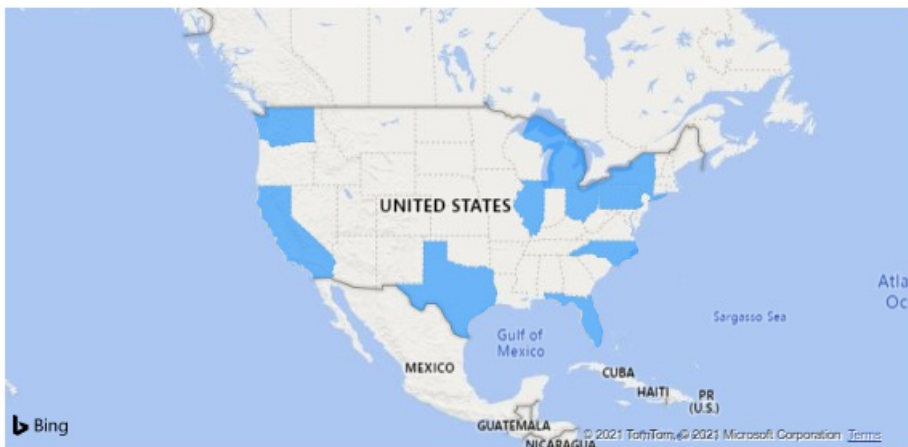 UNITED STATES
Atla
Oc
Sargasso Sea
Gulf of
Mexico
MEXICO
CUBA
HAITI
PR
(U.S.)
GUATEMALA
NICARAGUA
Bing
© 2021 TomTom, © 2021 Microsoft Corporation Terms